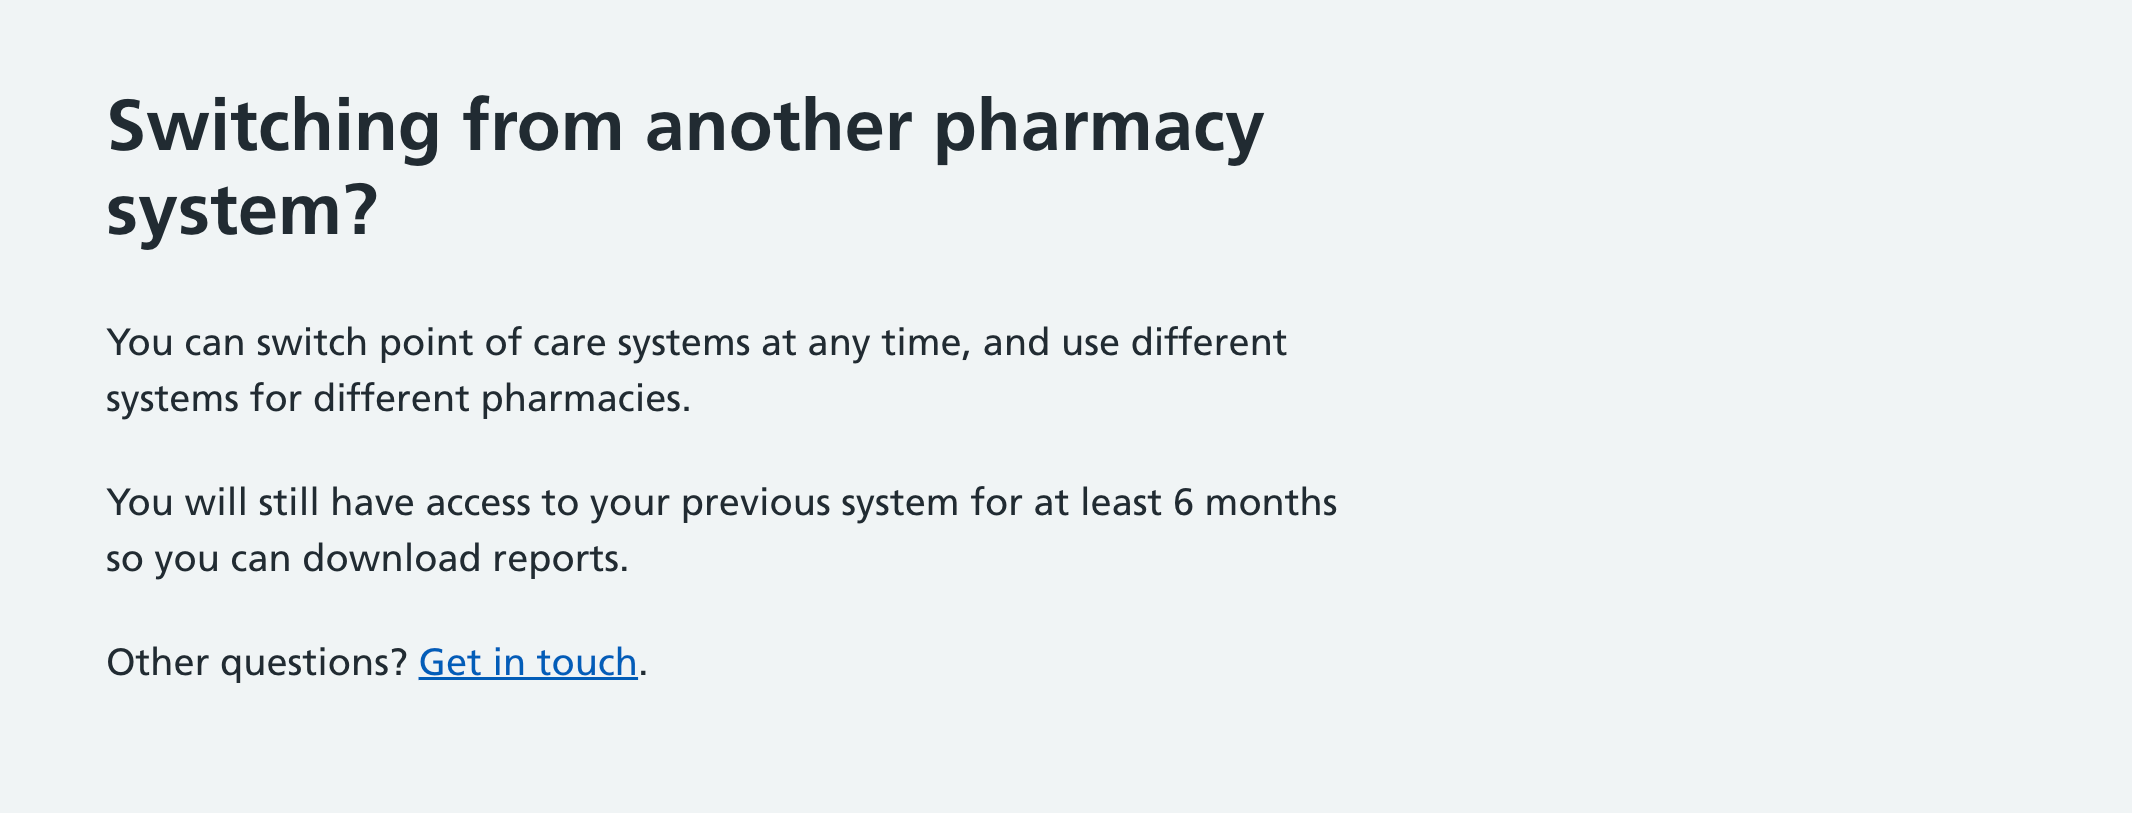 Switching from another pharmacy
system?
You can switch point of care systems at any time, and use different
systems for different pharmacies.
You will still have access to your previous system for at least 6 months
so you can download reports.
Other questions? Get in touch.